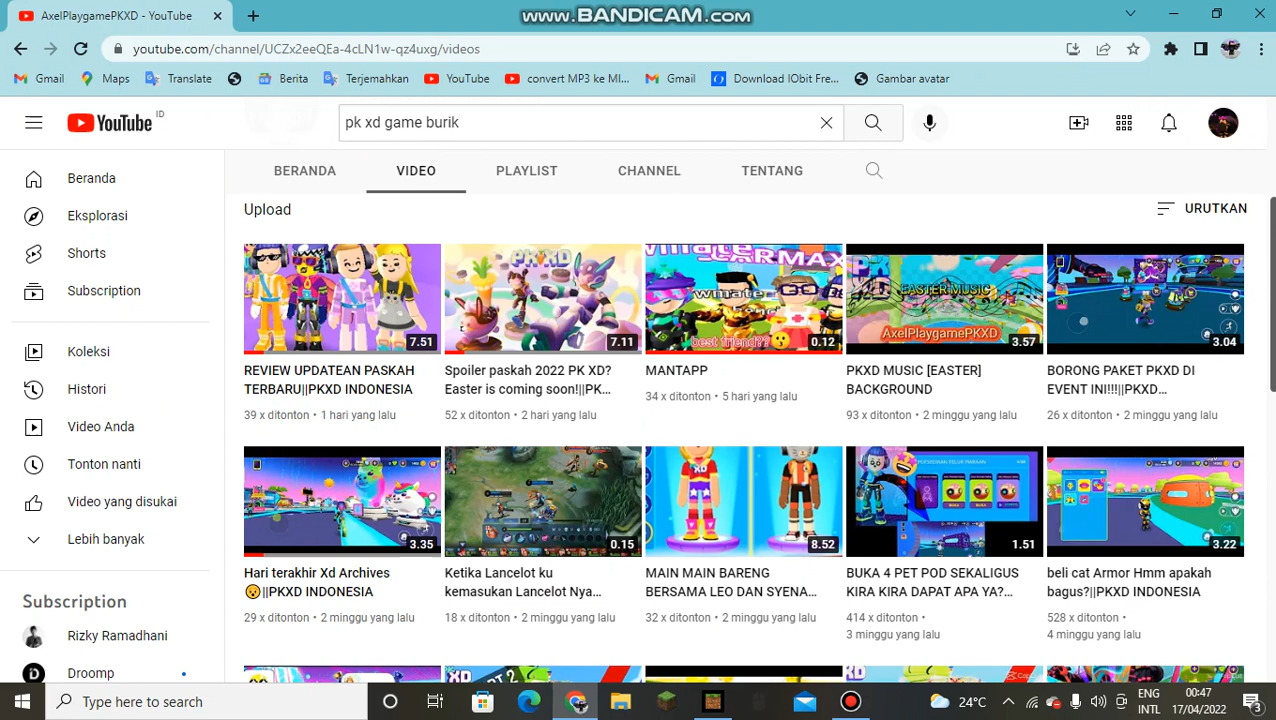 www.BANDICAM.com
AxelPlaygamePKXD - YouTube
youtube.com/channel/UCZx2eeQEa-4cLN1w-qz4uxg/videos
Gmail Maps Translate Berita Terjemahkan YouTube convert MP3 ke MI... Gmail Download IObit Fre... Gambar avatar
YouTube ID
pk xd game burik
BERANDA VIDEO PLAYLIST CHANNEL TENTANG
Beranda
Eksplorasi
Shorts
Subscription
Koleksi
Histori
Video Anda
Tonton nanti
Video yang disukai
Lebih banyak
Subscription
Rizky Ramadhani
Droomp
Upload
URUTKAN
7.51
PKXD
7.11
best friend??
0.12
EASTER MUSIC
AxelPlaygamePKXD
3.57
3.04
REVIEW UPDATEAN PASKAH
TERBARU||PKXD INDONESIA
39 x ditonton • 1 hari yang lalu
Spoiler paskah 2022 PK XD?
Easter is coming soon!||PK...
52 x ditonton • 2 hari yang lalu
MANTAPP
34 x ditonton • 5 hari yang lalu
PKXD MUSIC [EASTER]
BACKGROUND
93 x ditonton • 2 minggu yang lalu
BORONG PAKET PKXD DI
EVENT INI!!!||PKXD...
26 x ditonton • 2 minggu yang lalu
3.35
0.15
XD
8.52
BUKA BUKA
1.51
3.22
Hari terakhir Xd Archives
😮||PKXD INDONESIA
29 x ditonton • 2 minggu yang lalu
Ketika Lancelot ku
kemasukan Lancelot Nya...
18 x ditonton • 2 minggu yang lalu
MAIN MAIN BARENG
BERSAMA LEO DAN SYENA...
32 x ditonton • 2 minggu yang lalu
BUKA 4 PET POD SEKALIGUS
KIRA KIRA DAPAT APA YA?...
414 x ditonton •
3 minggu yang lalu
beli cat Armor Hmm apakah
bagus?||PKXD INDONESIA
528 x ditonton •
4 minggu yang lalu
Type here to search
24°C
ENG
INTL
00:47
17/04/2022
3